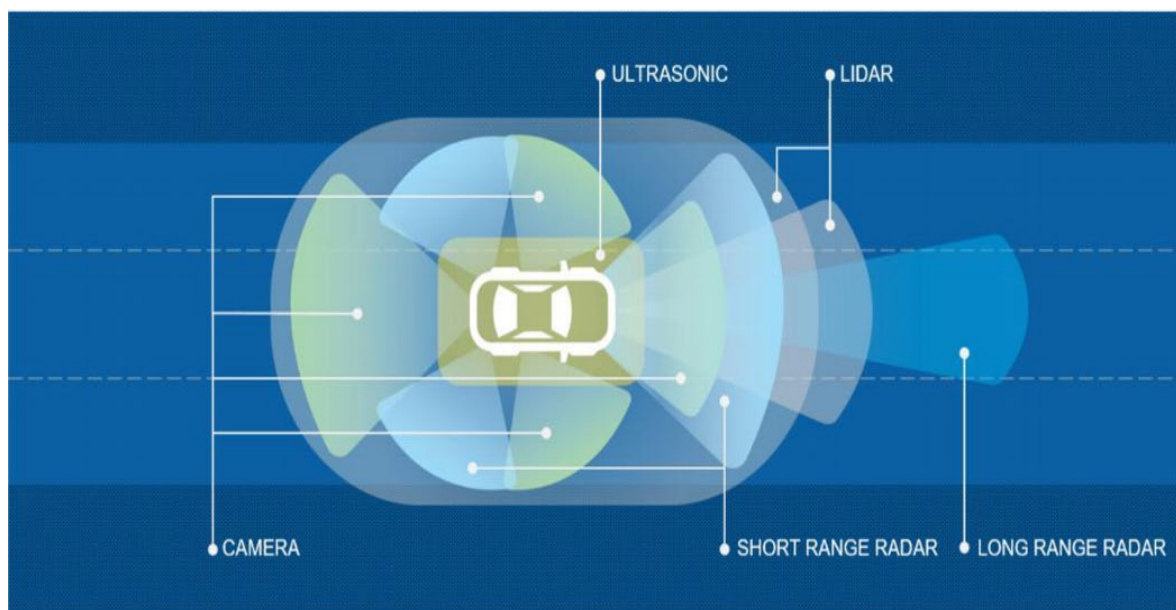 ULTRASONIC
LIDAR
CAMERA
SHORT RANGE RADAR
LONG RANGE RADAR